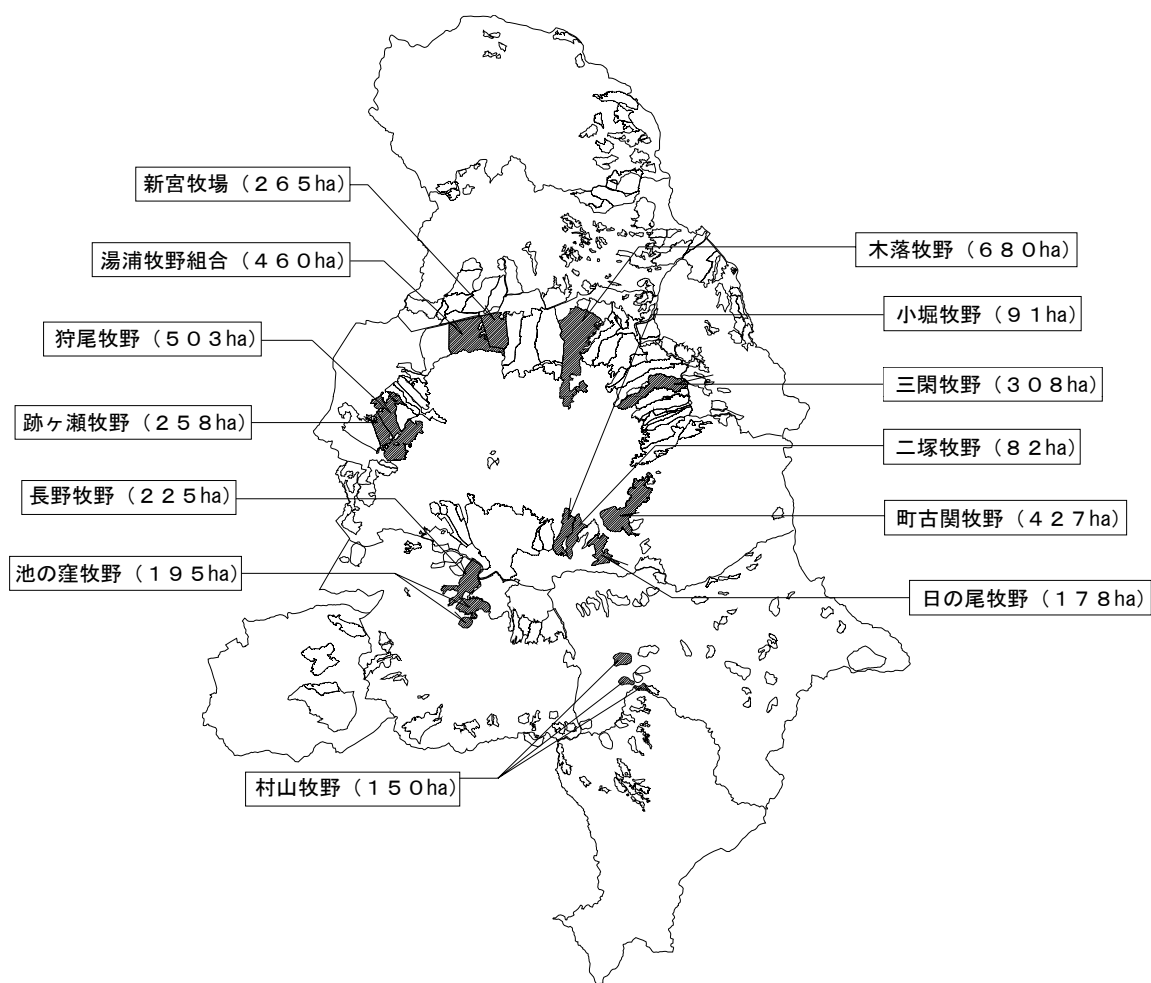 新宮牧場（２６５ha）
湯浦牧野組合（４６０ha）
狩尾牧野（５０３ha）
跡ヶ瀬牧野（２５８ha）
長野牧野（２２５ha）
池の窪牧野（１９５ha）
村山牧野（１５０ha）
木落牧野（６８０ha）
小堀牧野（９１ha）
三閑牧野（３０８ha）
二塚牧野（８２ha）
町古閑牧野（４２７ha）
日の尾牧野（１７８ha）